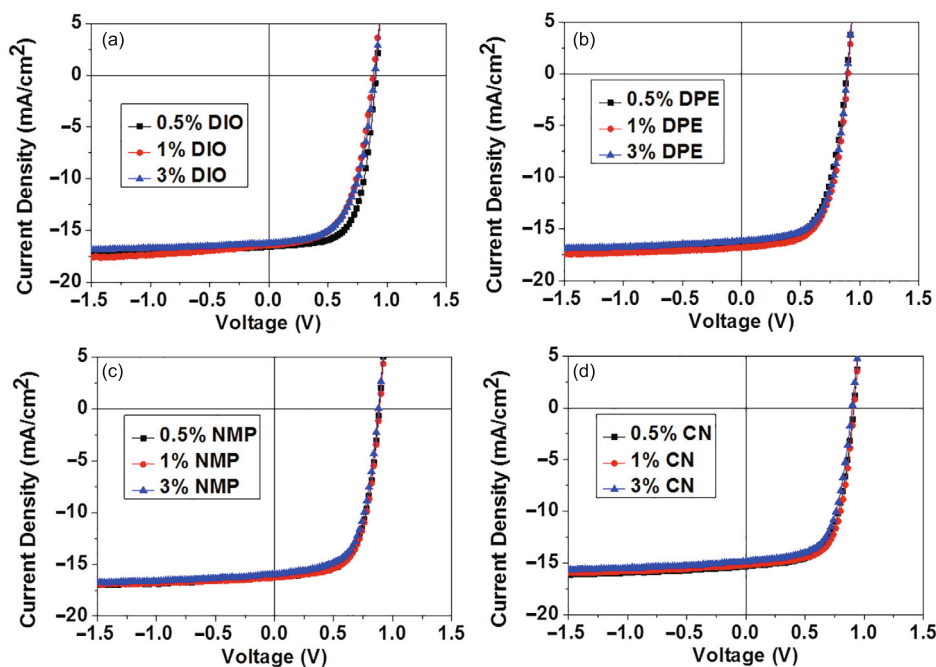 (a)
Current Density (mA/cm²)
5
0
−5
−10
−15
−20
0.5% DIO
1% DIO
3% DIO
−1.5 −1.0 −0.5 0.0 0.5 1.0 1.5
Voltage (V)
(b)
Current Density (mA/cm²)
5
0
−5
−10
−15
−20
0.5% DPE
1% DPE
3% DPE
−1.5 −1.0 −0.5 0.0 0.5 1.0 1.5
Voltage (V)
(c)
Current Density (mA/cm²)
5
0
−5
−10
−15
−20
0.5% NMP
1% NMP
3% NMP
−1.5 −1.0 −0.5 0.0 0.5 1.0 1.5
Voltage (V)
(d)
Current Density (mA/cm²)
5
0
−5
−10
−15
−20
0.5% CN
1% CN
3% CN
−1.5 −1.0 −0.5 0.0 0.5 1.0 1.5
Voltage (V)